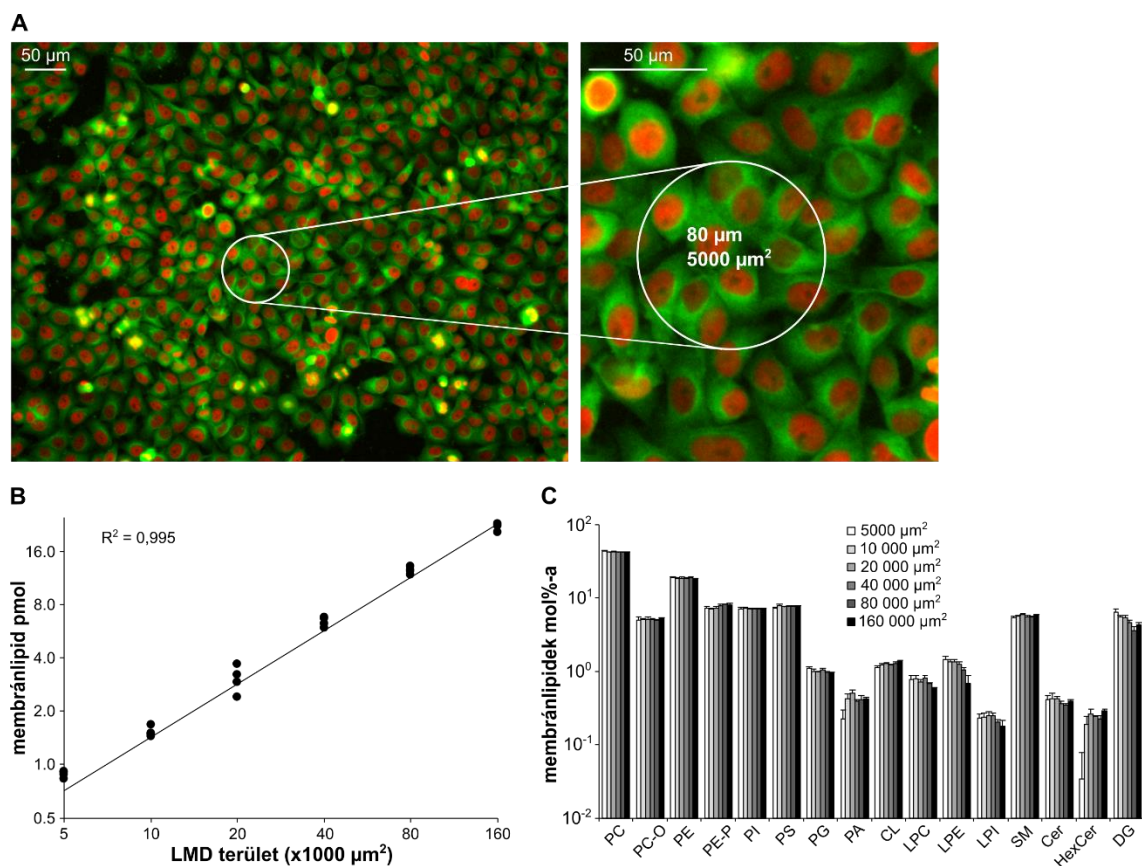 A
50 µm
50 µm
80 µm
5000 µm²
B
R² = 0,995
membránlipid pmol
16.0
8.0
4.0
2.0
1.0
0.5
5
10
20
40
80
160
LMD terület (x1000 µm²)
C
membránlipidek mol%-a
10²
10¹
10⁰
10⁻¹
10⁻²
5000 µm²
10 000 µm²
20 000 µm²
40 000 µm²
80 000 µm²
160 000 µm²
PC
PC-O
PE
PE-P
PI
PS
PG
PA
CL
LPC
LPE
LPI
SM
Cer
HexCer
DG